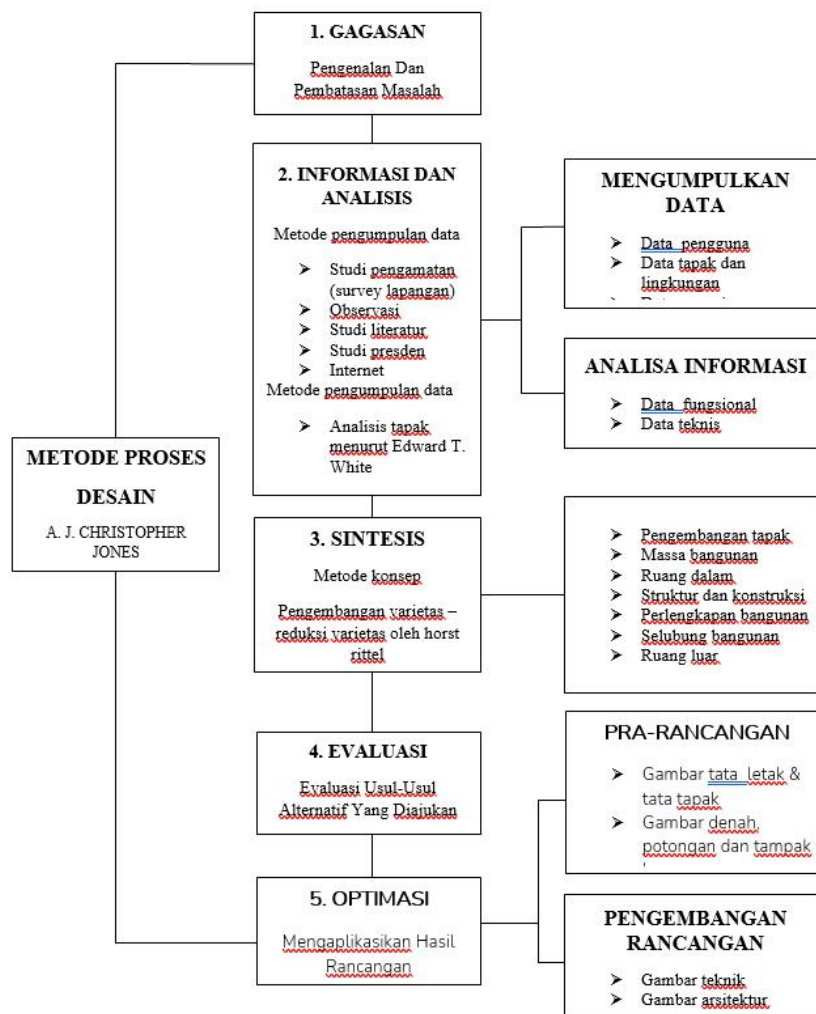 1. GAGASAN
Pengenalan Dan
Pembatasan Masalah
2. INFORMASI DAN
ANALISIS
Metode pengumpulan data
➤ Studi pengamatan
(survey lapangan)
➤ Observasi
➤ Studi literatur
➤ Studi presden
➤ Internet
Metode pengumpulan data
➤ Analisis tapak
menurut Edward T.
White
MENGUMPULKAN
DATA
➤ Data pengguna
➤ Data tapak dan
lingkungan
ANALISA INFORMASI
➤ Data fungsional
➤ Data teknis
METODE PROSES
DESAIN
A. J. CHRISTOPHER
JONES
3. SINTESIS
Metode konsep
Pengembangan varietas –
reduksi varietas oleh horst
rittel
➤ Pengembangan tapak
➤ Massa bangunan
➤ Ruang dalam
➤ Struktur dan konstruksi
➤ Perlengkapan bangunan
➤ Selubung bangunan
➤ Ruang luar
4. EVALUASI
Evaluasi Usul-Usul
Alternatif Yang Diajukan
5. OPTIMASI
Mengaplikasikan Hasil
Rancangan
PRA-RANCANGAN
➤ Gambar tata letak &
tata tapak
➤ Gambar denah,
potongan dan tampak
PENGEMBANGAN
RANCANGAN
➤ Gambar teknik
➤ Gambar arsitektur